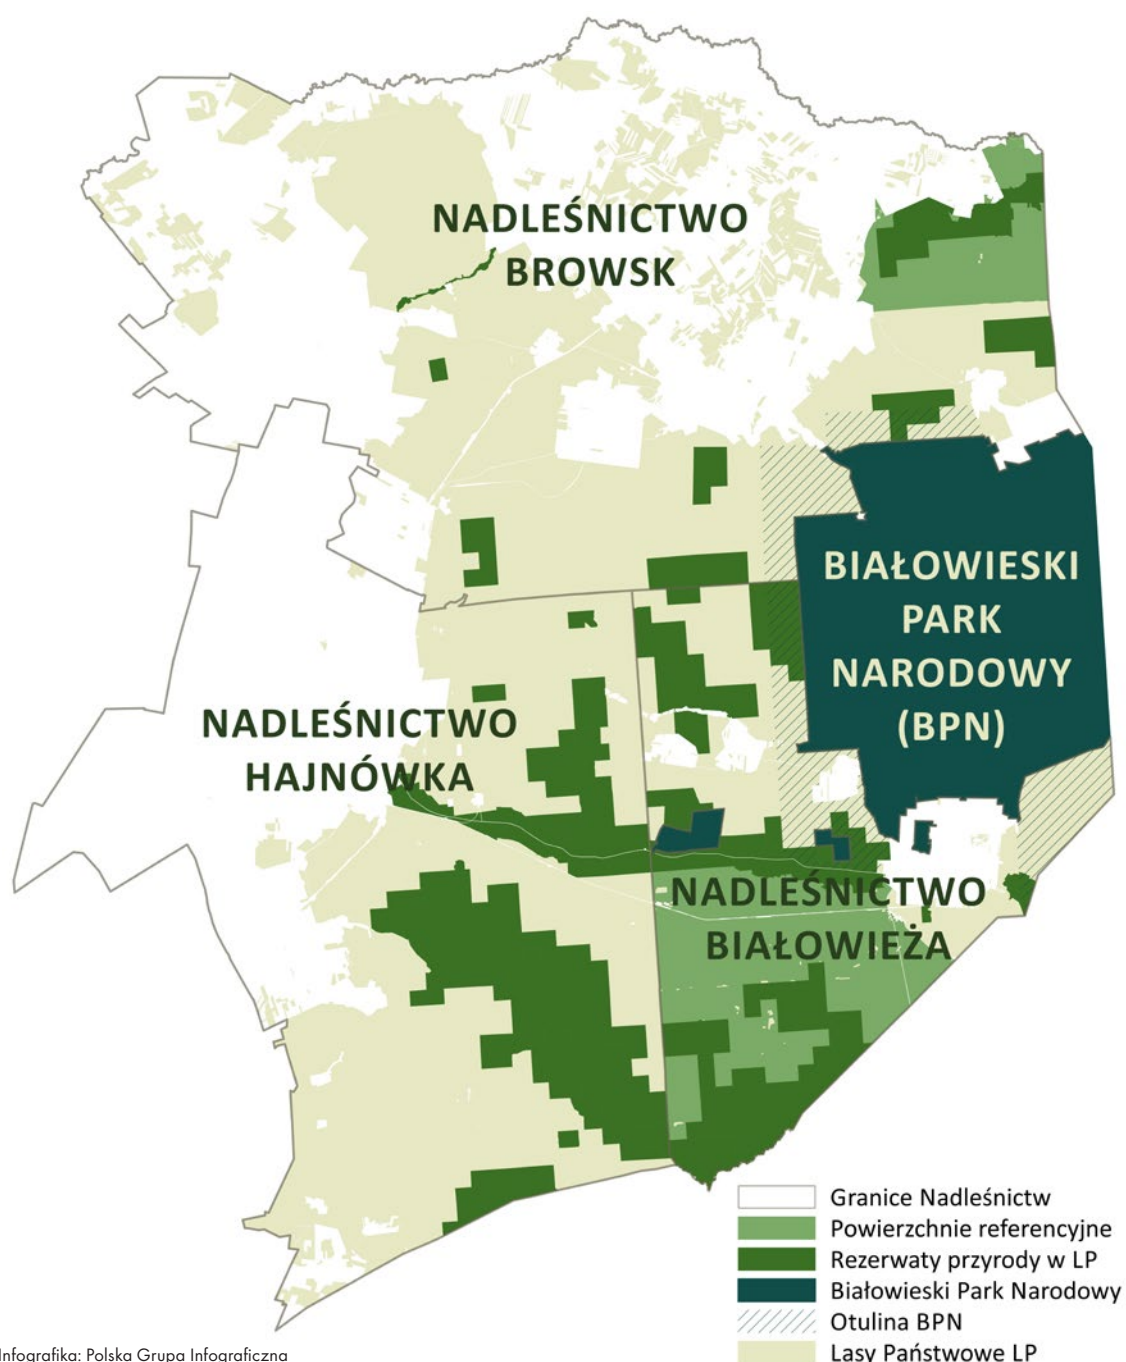 NADLEŚNICTWO
BROWSK
BIAŁOWIESKI
PARK
NARODOWY
(BPN)
NADLEŚNICTWO
HAJNÓWKA
NADLEŚNICTWO
BIAŁOWIEŻA
Granice Nadleśnictw
Powierzchnie referencyjne
Rezerwaty przyrody w LP
Białowieski Park Narodowy
Otulina BPN
Lasy Państwowe LP
Infografika: Polska Grupa Infograficzna